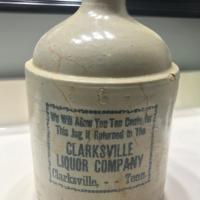 We Will Allow You Ten Cents for
This Jug if Returned to The
CLARKSVILLE
LIQUOR COMPANY
Clarksville, - - Tenn.